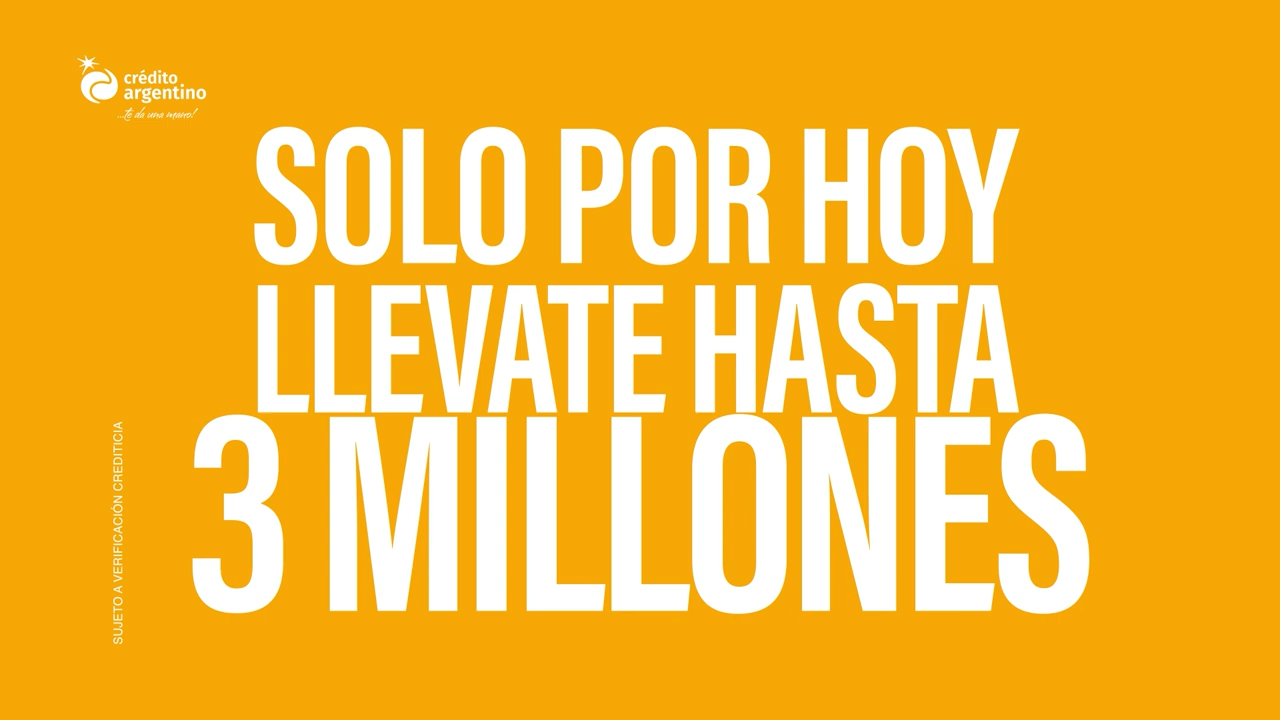 crédito
argentino
...te da una mano!
SOLO POR HOY
LLEVATE HASTA
3 MILLONES
SUJETO A VERIFICACIÓN CREDITICIA